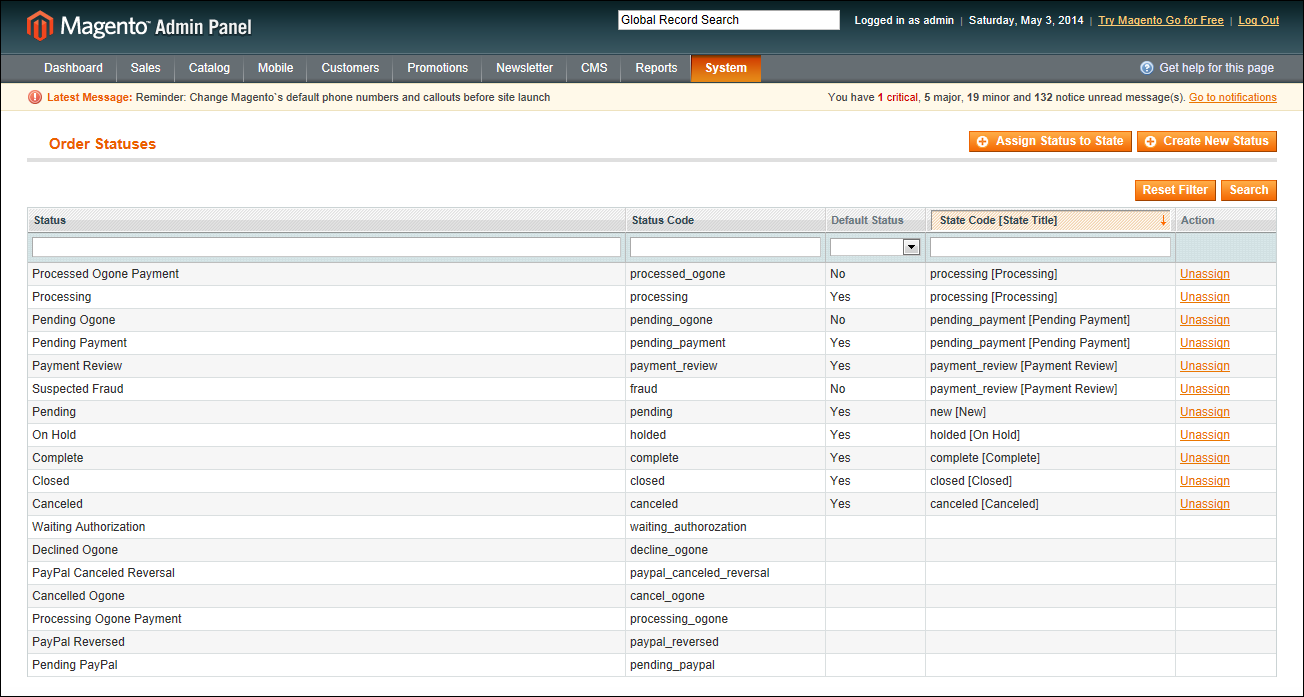 Magento™ Admin Panel Global Record Search Logged in as admin | Saturday, May 3, 2014 | Try Magento Go for Free | Log Out
Dashboard Sales Catalog Mobile Customers Promotions Newsletter CMS Reports System Get help for this page
Latest Message: Reminder: Change Magento`s default phone numbers and callouts before site launch You have 1 critical, 5 major, 19 minor and 132 notice unread message(s). Go to notifications
Order Statuses Assign Status to State Create New Status
Reset Filter Search
Status Status Code Default Status State Code [State Title] Action
Processed Ogone Payment processed_ogone No processing [Processing] Unassign
Processing processing Yes processing [Processing] Unassign
Pending Ogone pending_ogone No pending_payment [Pending Payment] Unassign
Pending Payment pending_payment Yes pending_payment [Pending Payment] Unassign
Payment Review payment_review Yes payment_review [Payment Review] Unassign
Suspected Fraud fraud No payment_review [Payment Review] Unassign
Pending pending Yes new [New] Unassign
On Hold holded Yes holded [On Hold] Unassign
Complete complete Yes complete [Complete] Unassign
Closed closed Yes closed [Closed] Unassign
Canceled canceled Yes canceled [Canceled] Unassign
Waiting Authorization waiting_authorozation
Declined Ogone decline_ogone
PayPal Canceled Reversal paypal_canceled_reversal
Cancelled Ogone cancel_ogone
Processing Ogone Payment processing_ogone
PayPal Reversed paypal_reversed
Pending PayPal pending_paypal